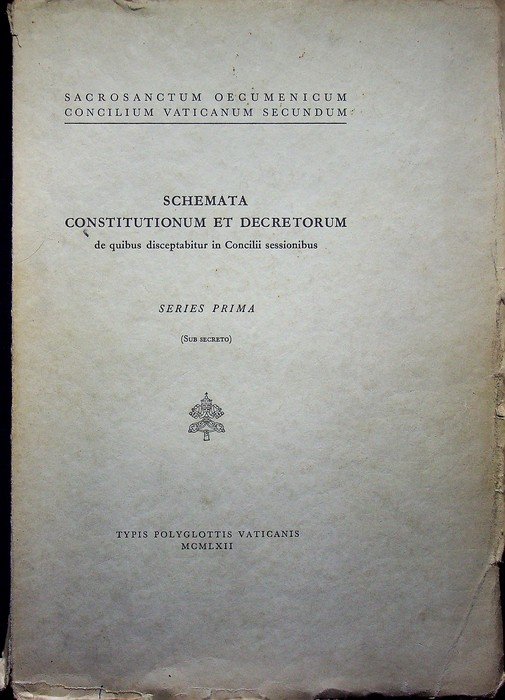 SACROSANCTUM OECUMENICUM
CONCILIUM VATICANUM SECUNDUM
SCHEMATA
CONSTITUTIONUM ET DECRETORUM
de quibus disceptabitur in Concilii sessionibus
SERIES PRIMA
(SUB SECRETO)
TYPIS POLYGLOTTIS VATICANIS
MCMLXII